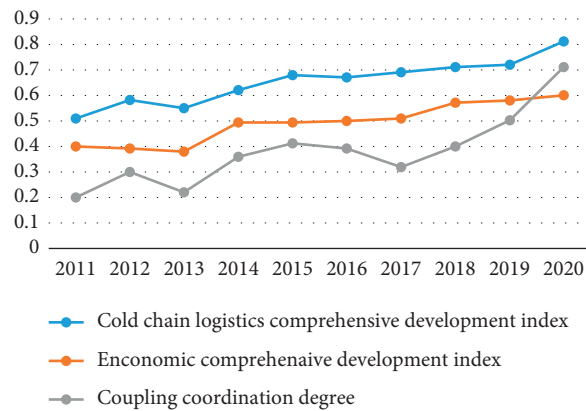 0.9
0.8
0.7
0.6
0.5
0.4
0.3
0.2
0.1
0
2011 2012 2013 2014 2015 2016 2017 2018 2019 2020
Cold chain logistics comprehensive development index
Enconomic comprehenaive development index
Coupling coordination degree